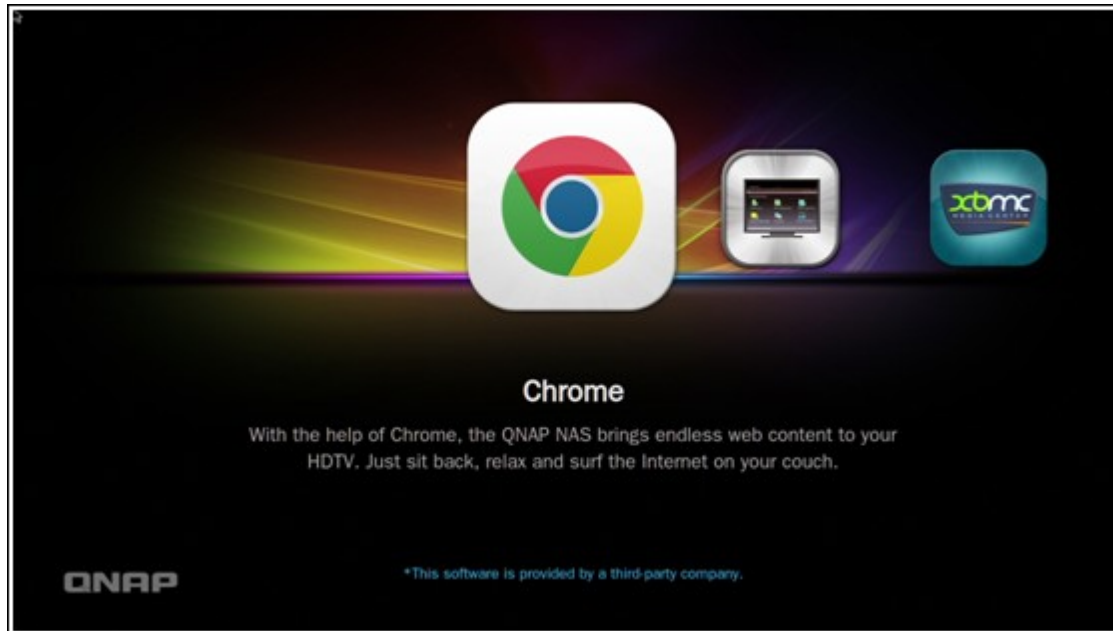 xbmc
MEDIA CENTER
Chrome
With the help of Chrome, the QNAP NAS brings endless web content to your
HDTV. Just sit back, relax and surf the Internet on your couch.
*This software is provided by a third-party company.
QNAP